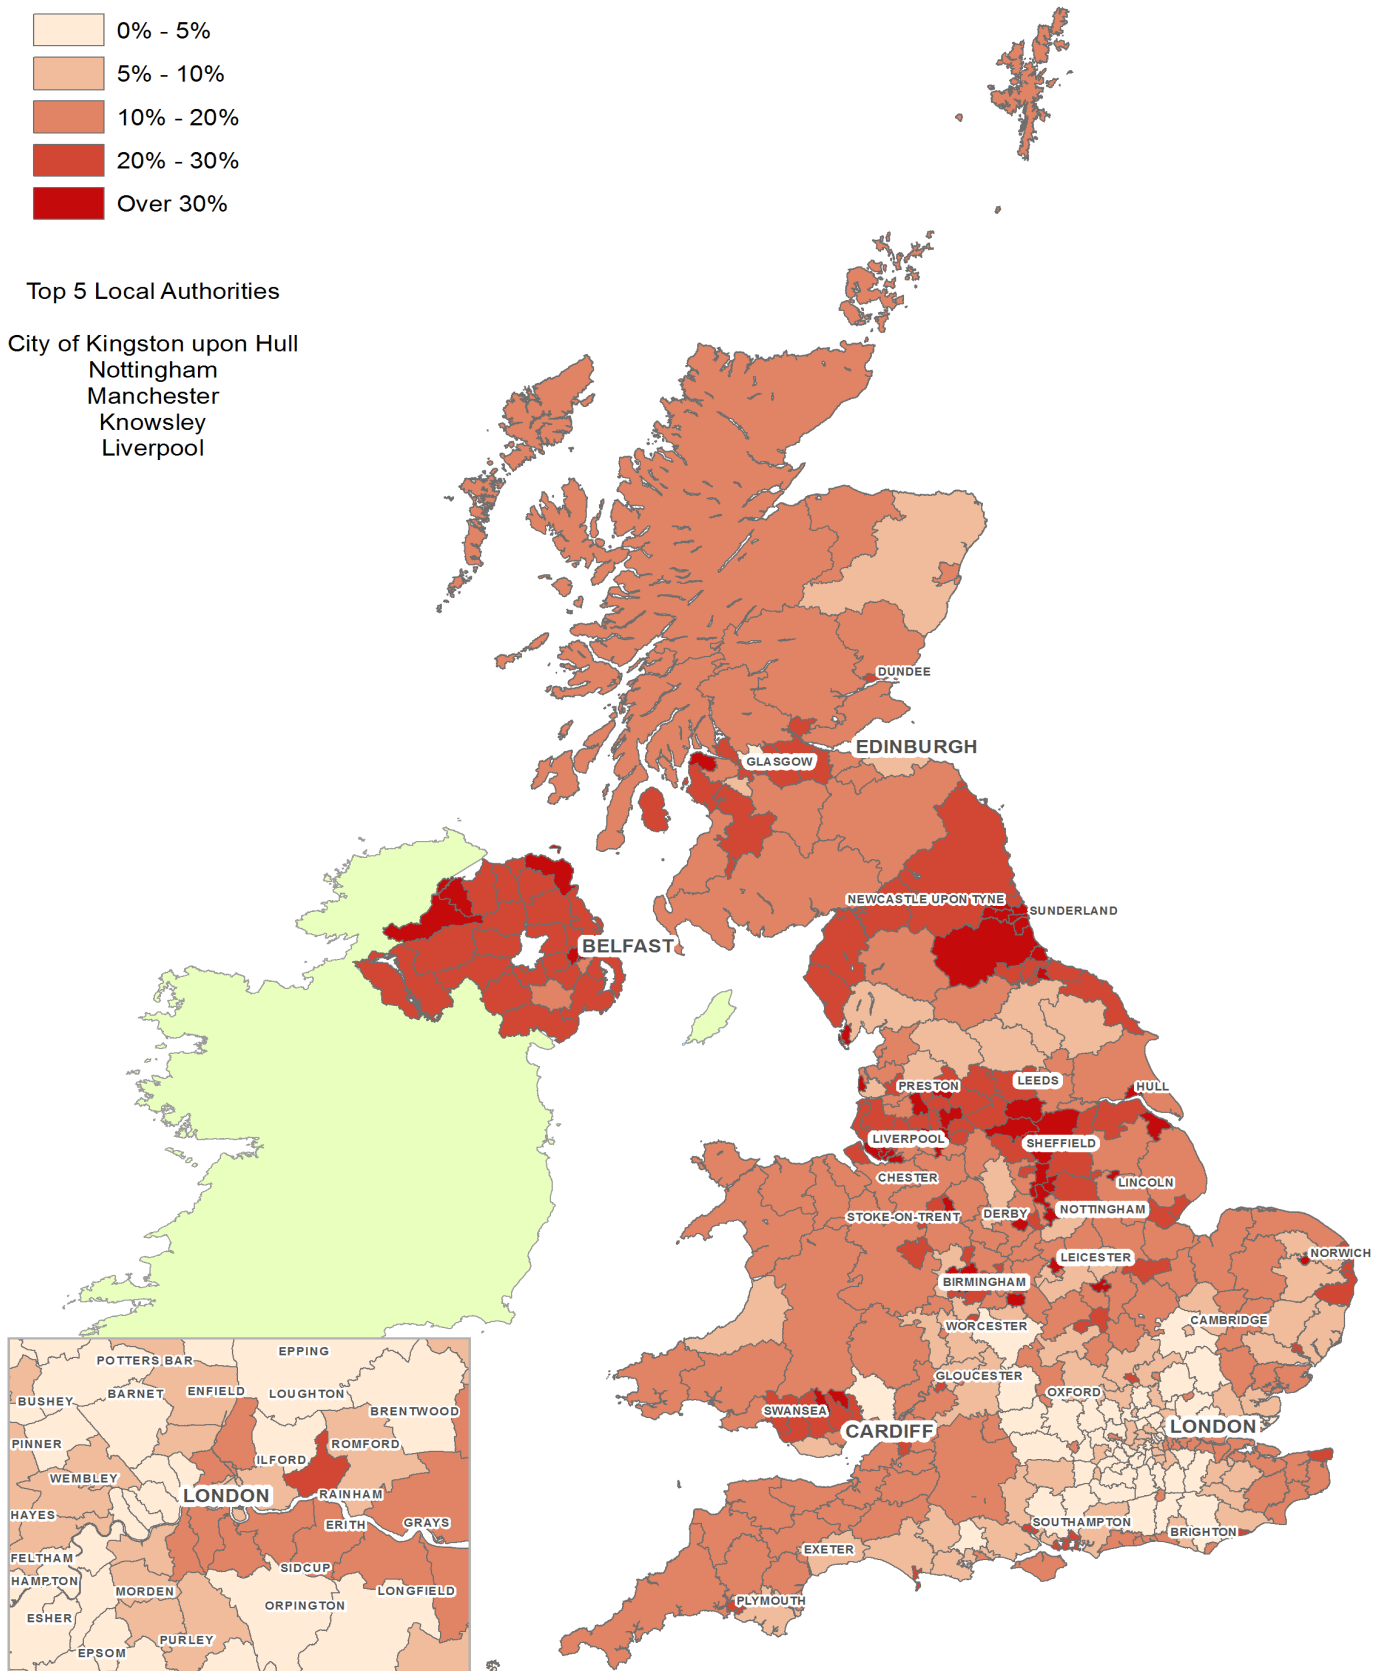 0% - 5%
5% - 10%
10% - 20%
20% - 30%
Over 30%
Top 5 Local Authorities
City of Kingston upon Hull
Nottingham
Manchester
Knowsley
Liverpool
DUNDEE
EDINBURGH
GLASGOW
NEWCASTLE UPON TYNE
SUNDERLAND
BELFAST
PRESTON
LEEDS
HULL
LIVERPOOL
SHEFFIELD
CHESTER
LINCOLN
STOKE-ON-TRENT
DERBY
NOTTINGHAM
LEICESTER
NORWICH
BIRMINGHAM
WORCESTER
CAMBRIDGE
GLOUCESTER
OXFORD
SWANSEA
CARDIFF
LONDON
SOUTHAMPTON
BRIGHTON
EXETER
PLYMOUTH
EPPING
POTTERS BAR
BARNET
ENFIELD
LOUGHTON
BUSHEY
BRENTWOOD
PINNER
ROMFORD
ILFORD
WEMBLEY
LONDON
RAINHAM
HAYES
ERITH
GRAYS
FELTHAM
SIDCUP
HAMPTON
MORDEN
LONGFIELD
ORPINGTON
ESHER
PURLEY
EPSOM